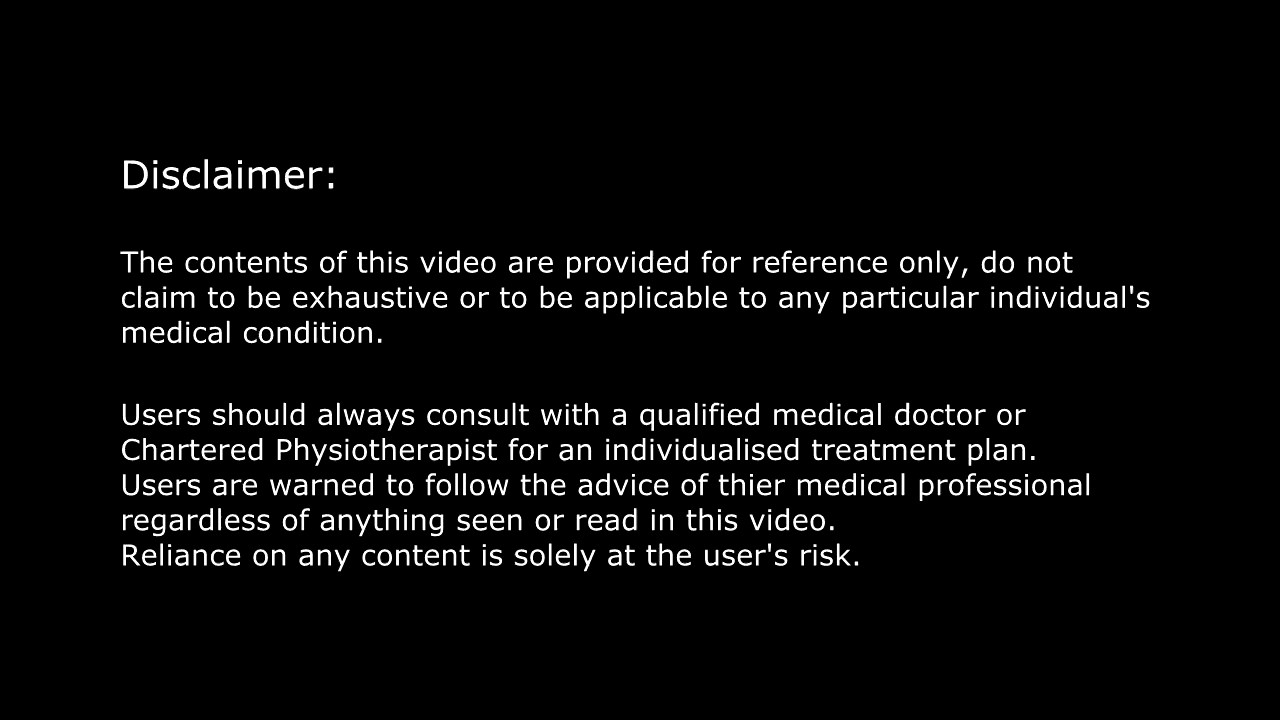 Disclaimer:
The contents of this video are provided for reference only, do not
claim to be exhaustive or to be applicable to any particular individual's
medical condition.
Users should always consult with a qualified medical doctor or
Chartered Physiotherapist for an individualised treatment plan.
Users are warned to follow the advice of thier medical professional
regardless of anything seen or read in this video.
Reliance on any content is solely at the user's risk.